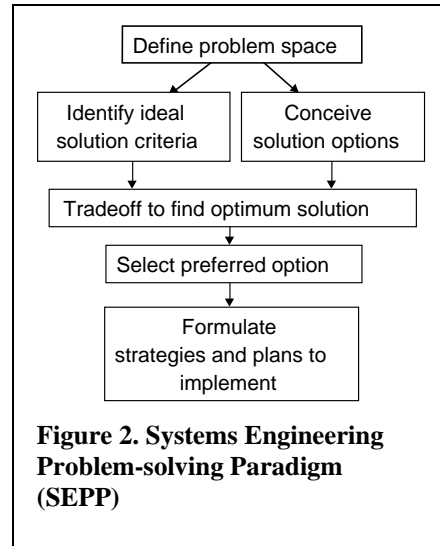 Define problem space
Identify ideal
solution criteria
Conceive
solution options
Tradeoff to find optimum solution
Select preferred option
Formulate
strategies and plans to
implement
Figure 2. Systems Engineering
Problem-solving Paradigm
(SEPP)